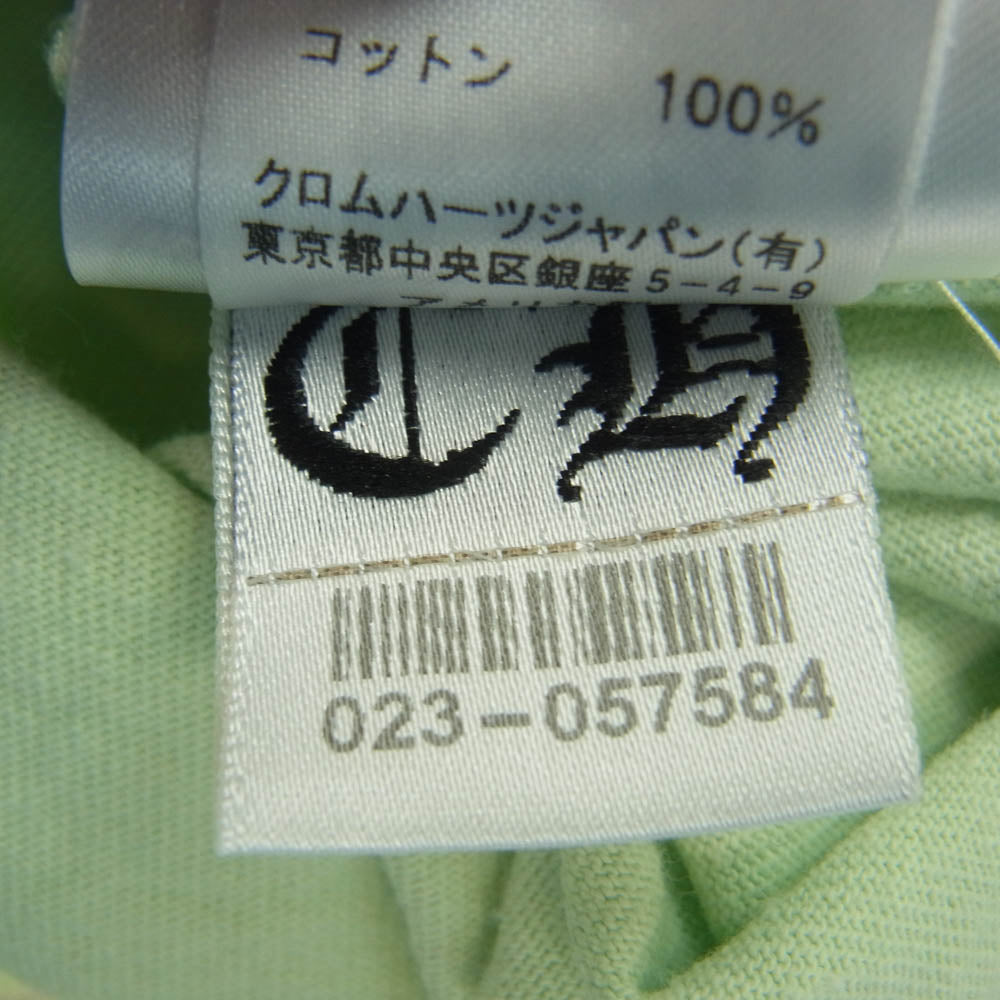 コットン
100%
クロムハーツジャパン(有)
東京都中央区銀座5-4-9
CH
023-057584